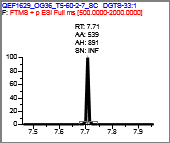 QEF1629_OG36_T5-60-2-7_SC DGT8-33:1
F: FTMS + p ESI Full ms [500.0000-2000.0000]
RT: 7.71
AA: 539
AH: 891
SN: INF
100
80
60
40
20
0
7.5 7.6 7.7 7.8 7.9